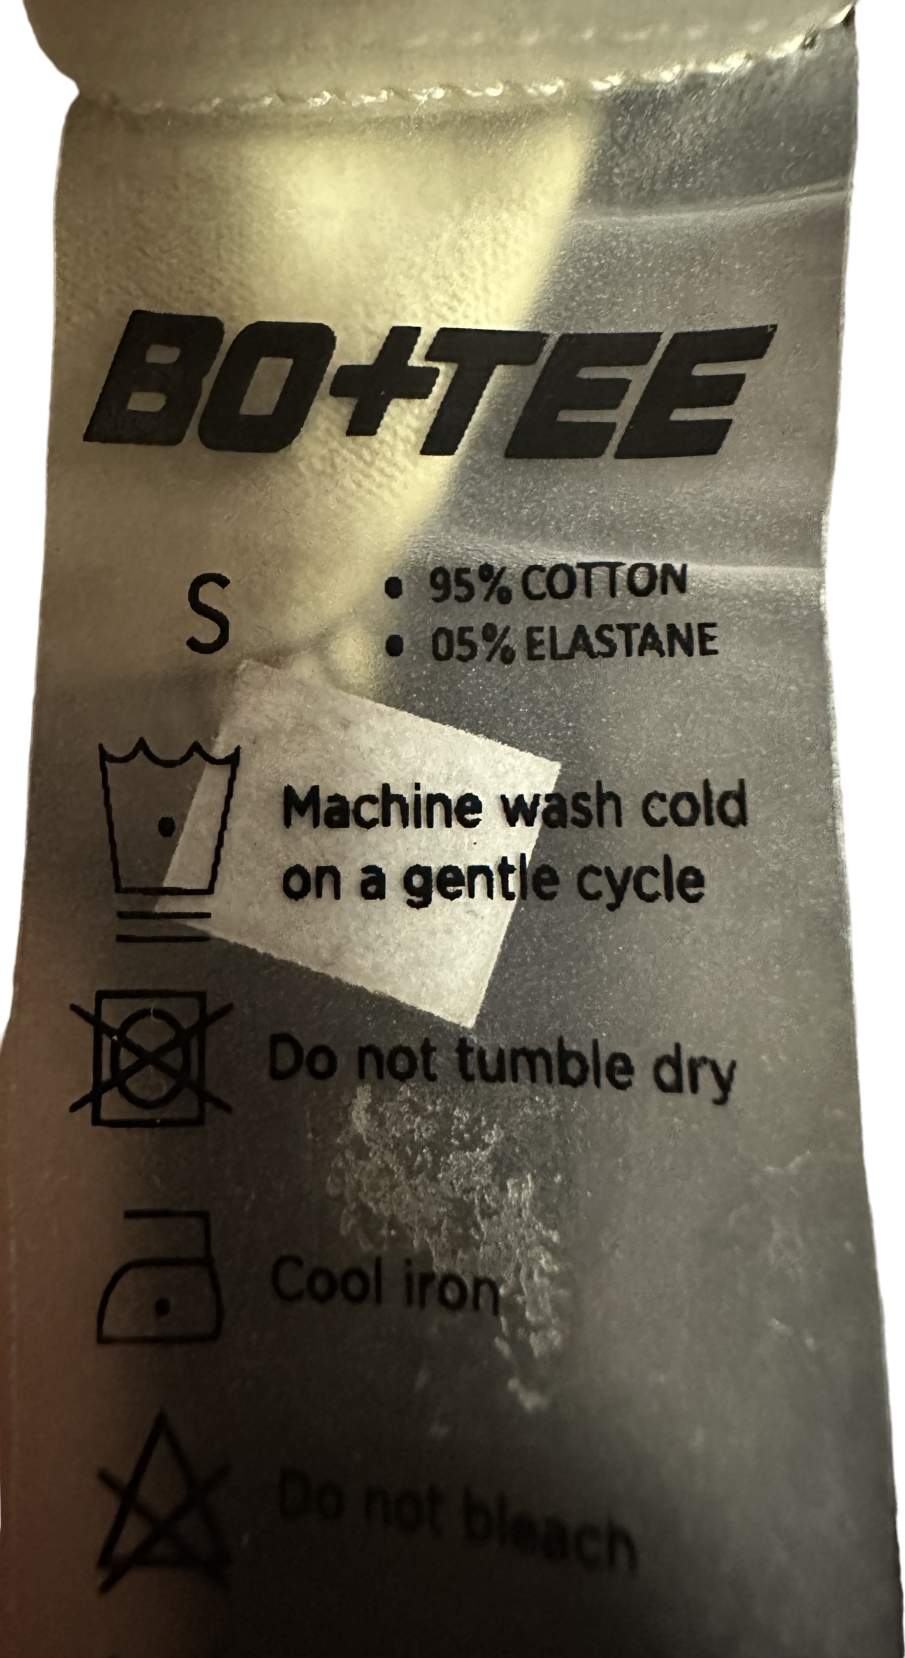 BO+TEE
S
• 95% COTTON
• 05% ELASTANE
Machine wash cold
on a gentle cycle
Do not tumble dry
Cool iron
Do not bleach